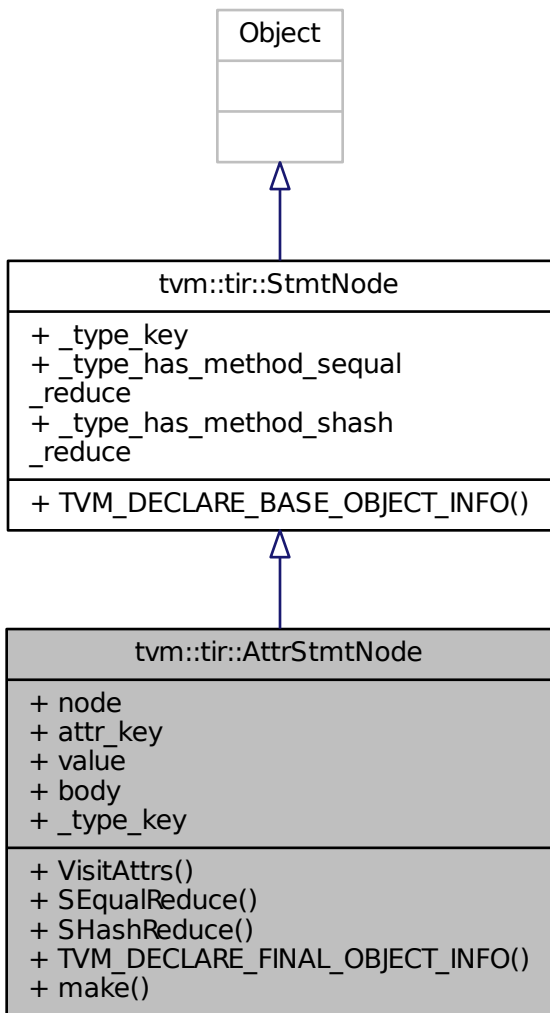 Object
tvm::tir::StmtNode
+ _type_key
+ _type_has_method_sequal
_reduce
+ _type_has_method_shash
_reduce
+ TVM_DECLARE_BASE_OBJECT_INFO()
tvm::tir::AttrStmtNode
+ node
+ attr_key
+ value
+ body
+ _type_key
+ VisitAttrs()
+ SEqualReduce()
+ SHashReduce()
+ TVM_DECLARE_FINAL_OBJECT_INFO()
+ make()